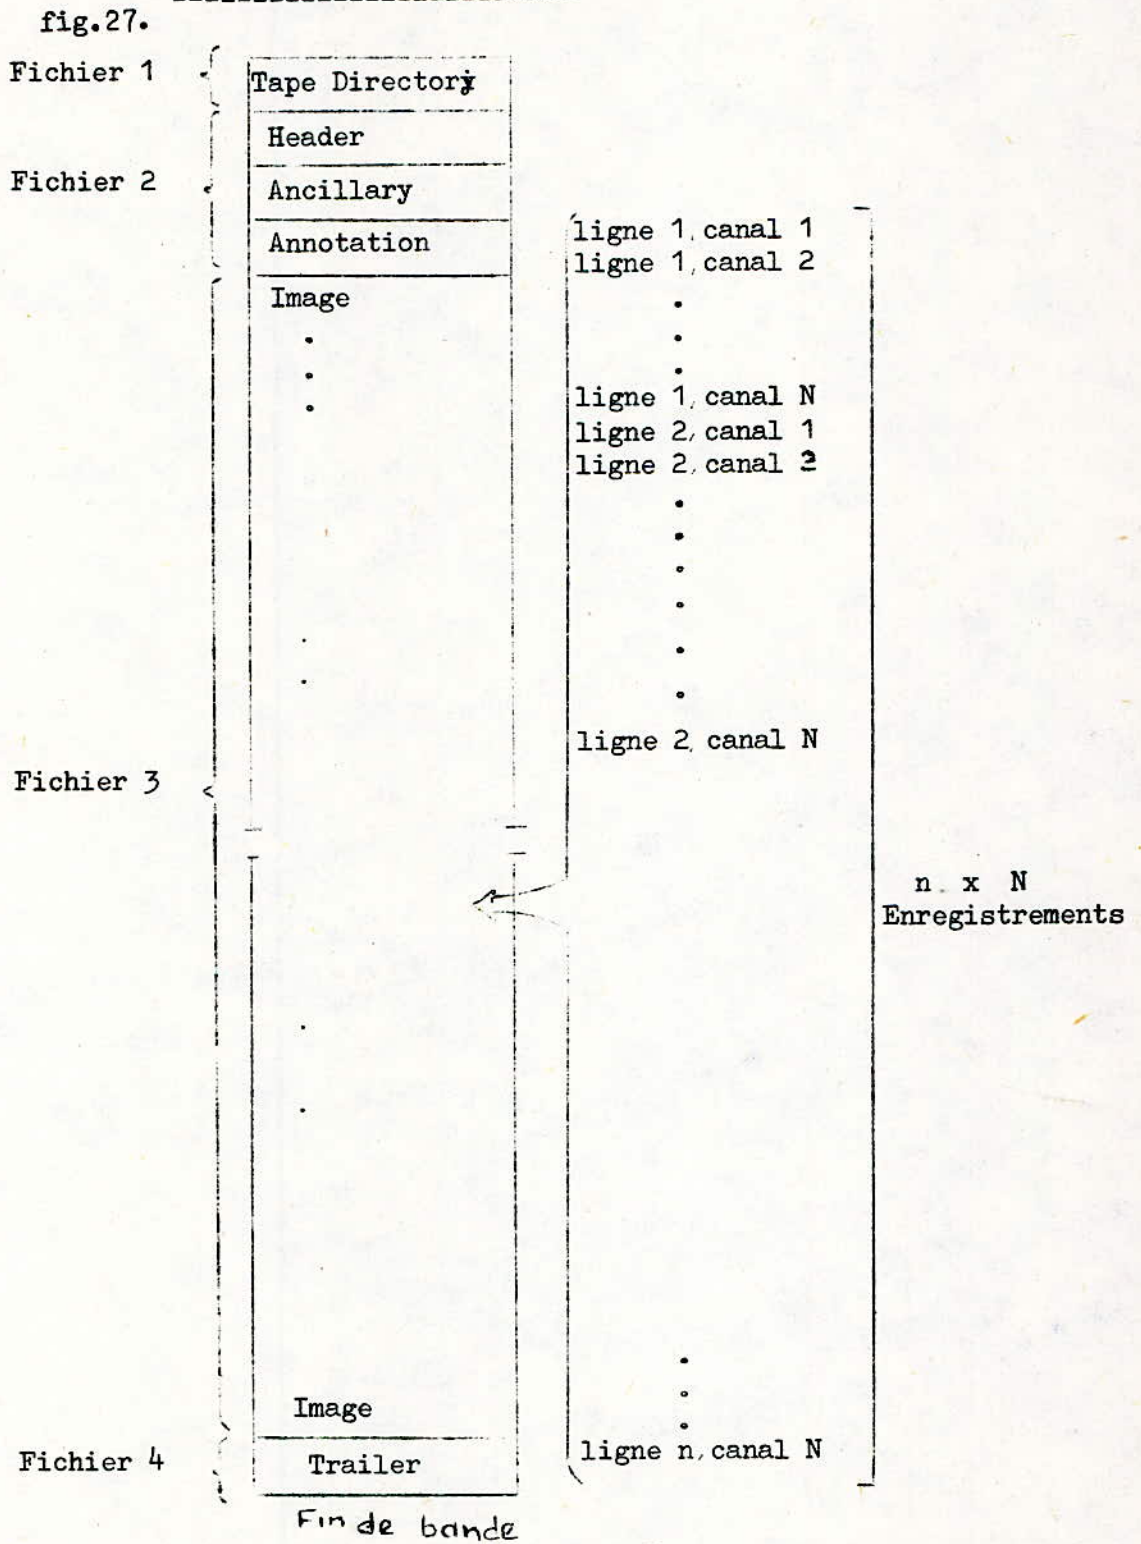 fig.27.
Fichier 1
Tape Directory
Header
Fichier 2
Ancillary
Annotation
Image
ligne 1, canal 1
ligne 1, canal 2
ligne 1, canal N
ligne 2, canal 1
ligne 2, canal 2
ligne 2, canal N
Fichier 3
n x N
Enregistrements
Image
ligne n, canal N
Fichier 4
Trailer
Fin de bande